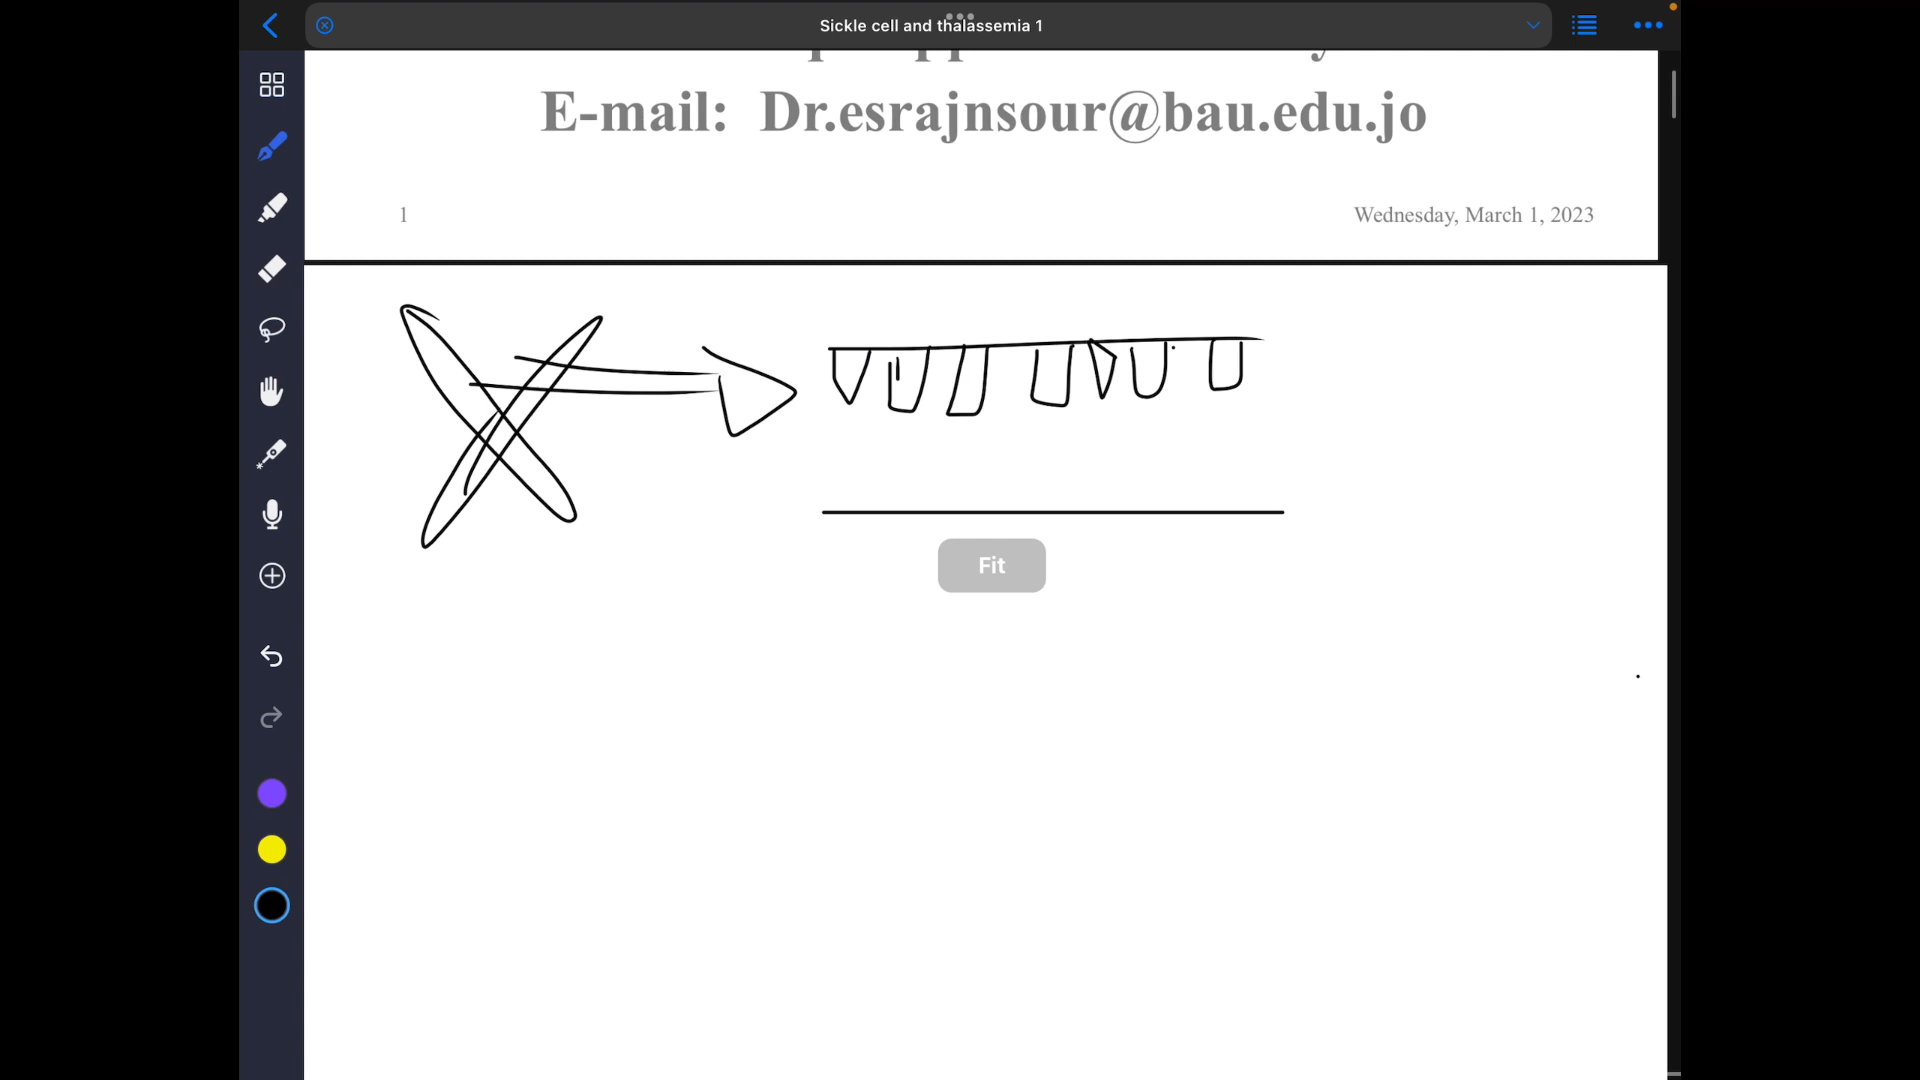 Sickle cell and thalassemia 1
E-mail: Dr.esrajnsour@bau.edu.jo
1
Wednesday, March 1, 2023
Fit